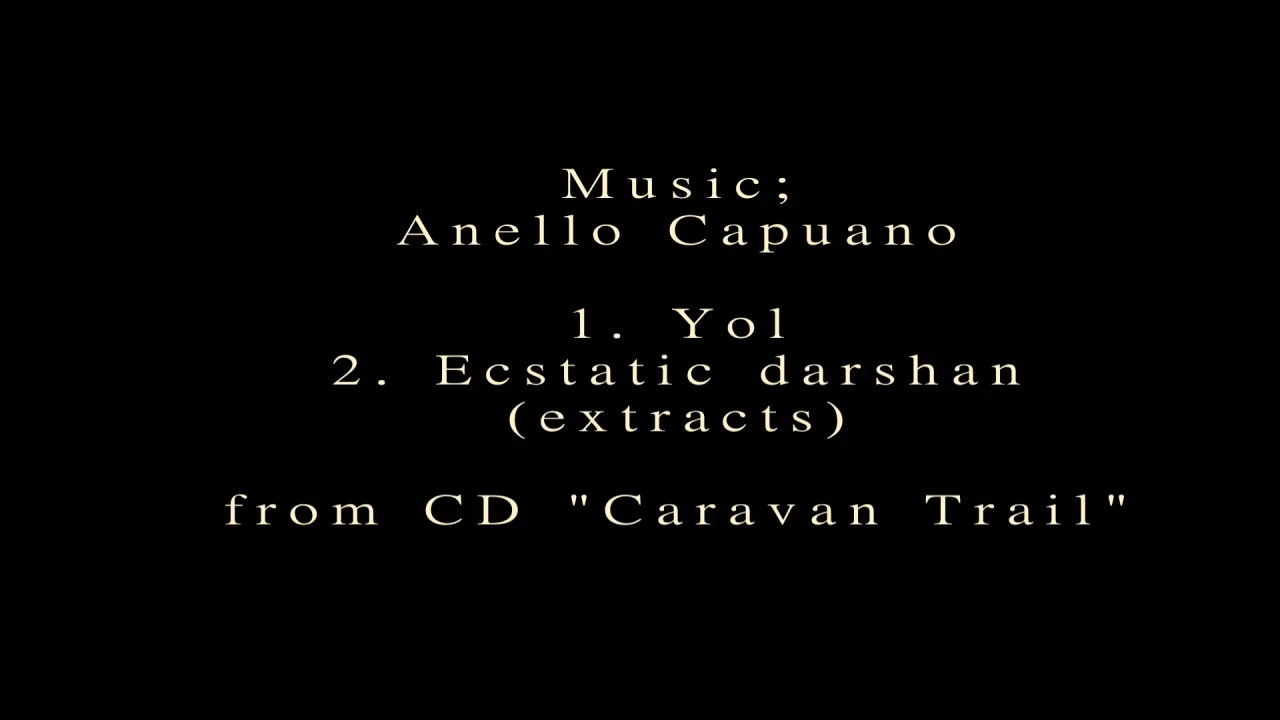 Music;
Anello Capuano
1. Yol
2. Ecstatic darshan
(extracts)
from CD "Caravan Trail"